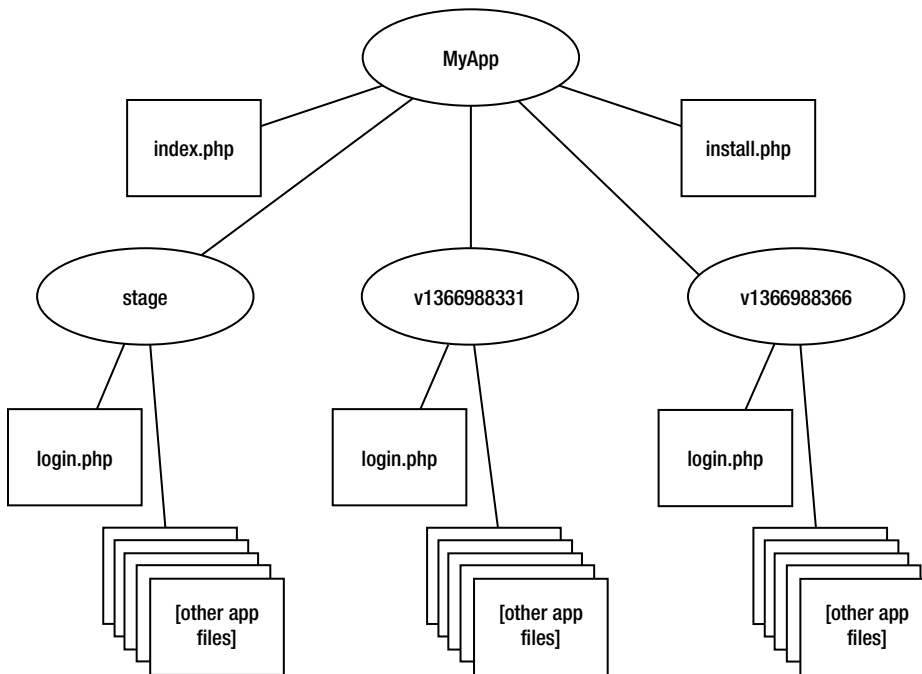 MyApp
index.php
install.php
stage
v1366988331
v1366988366
login.php
login.php
login.php
[other app
files]
[other app
files]
[other app
files]